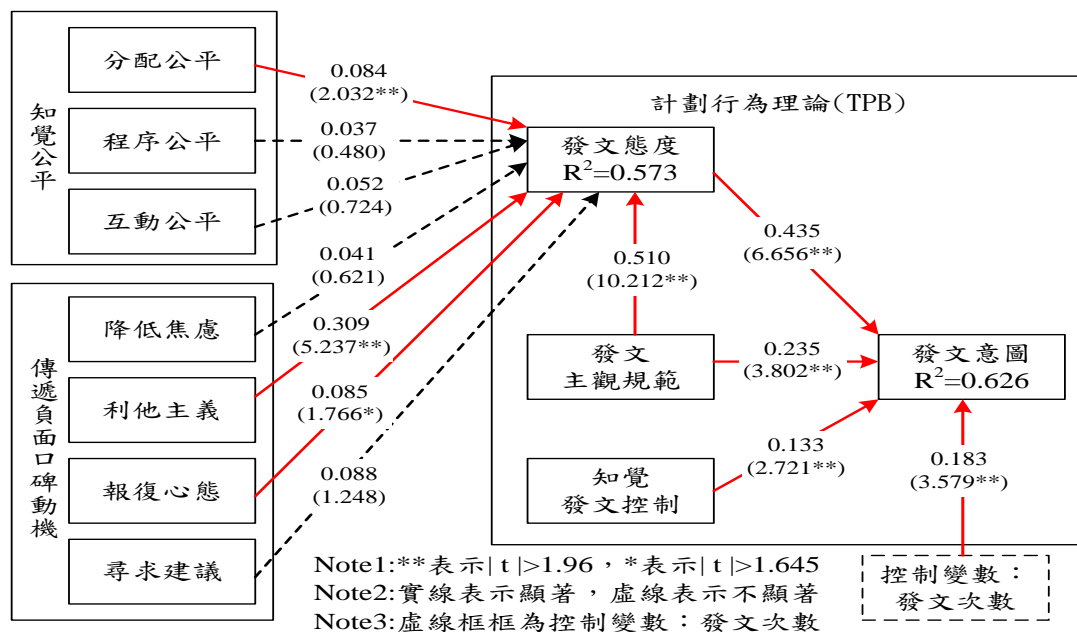 知覺公平
分配公平
程序公平
互動公平
傳遞負面口碑動機
降低焦慮
利他主義
報復心態
尋求建議
0.084
(2.032**)
0.037
(0.480)
0.052
(0.724)
0.041
(0.621)
0.309
(5.237**)
0.085
(1.766*)
0.088
(1.248)
計劃行為理論(TPB)
發文態度
R²=0.573
0.510
(10.212**)
0.435
(6.656**)
發文
主觀規範
0.235
(3.802**)
發文意圖
R²=0.626
知覺
發文控制
0.133
(2.721**)
0.183
(3.579**)
控制變數：
發文次數
Note1:**表示| t |>1.96，*表示| t |>1.645
Note2:實線表示顯著，虛線表示不顯著
Note3:虛線框框為控制變數：發文次數